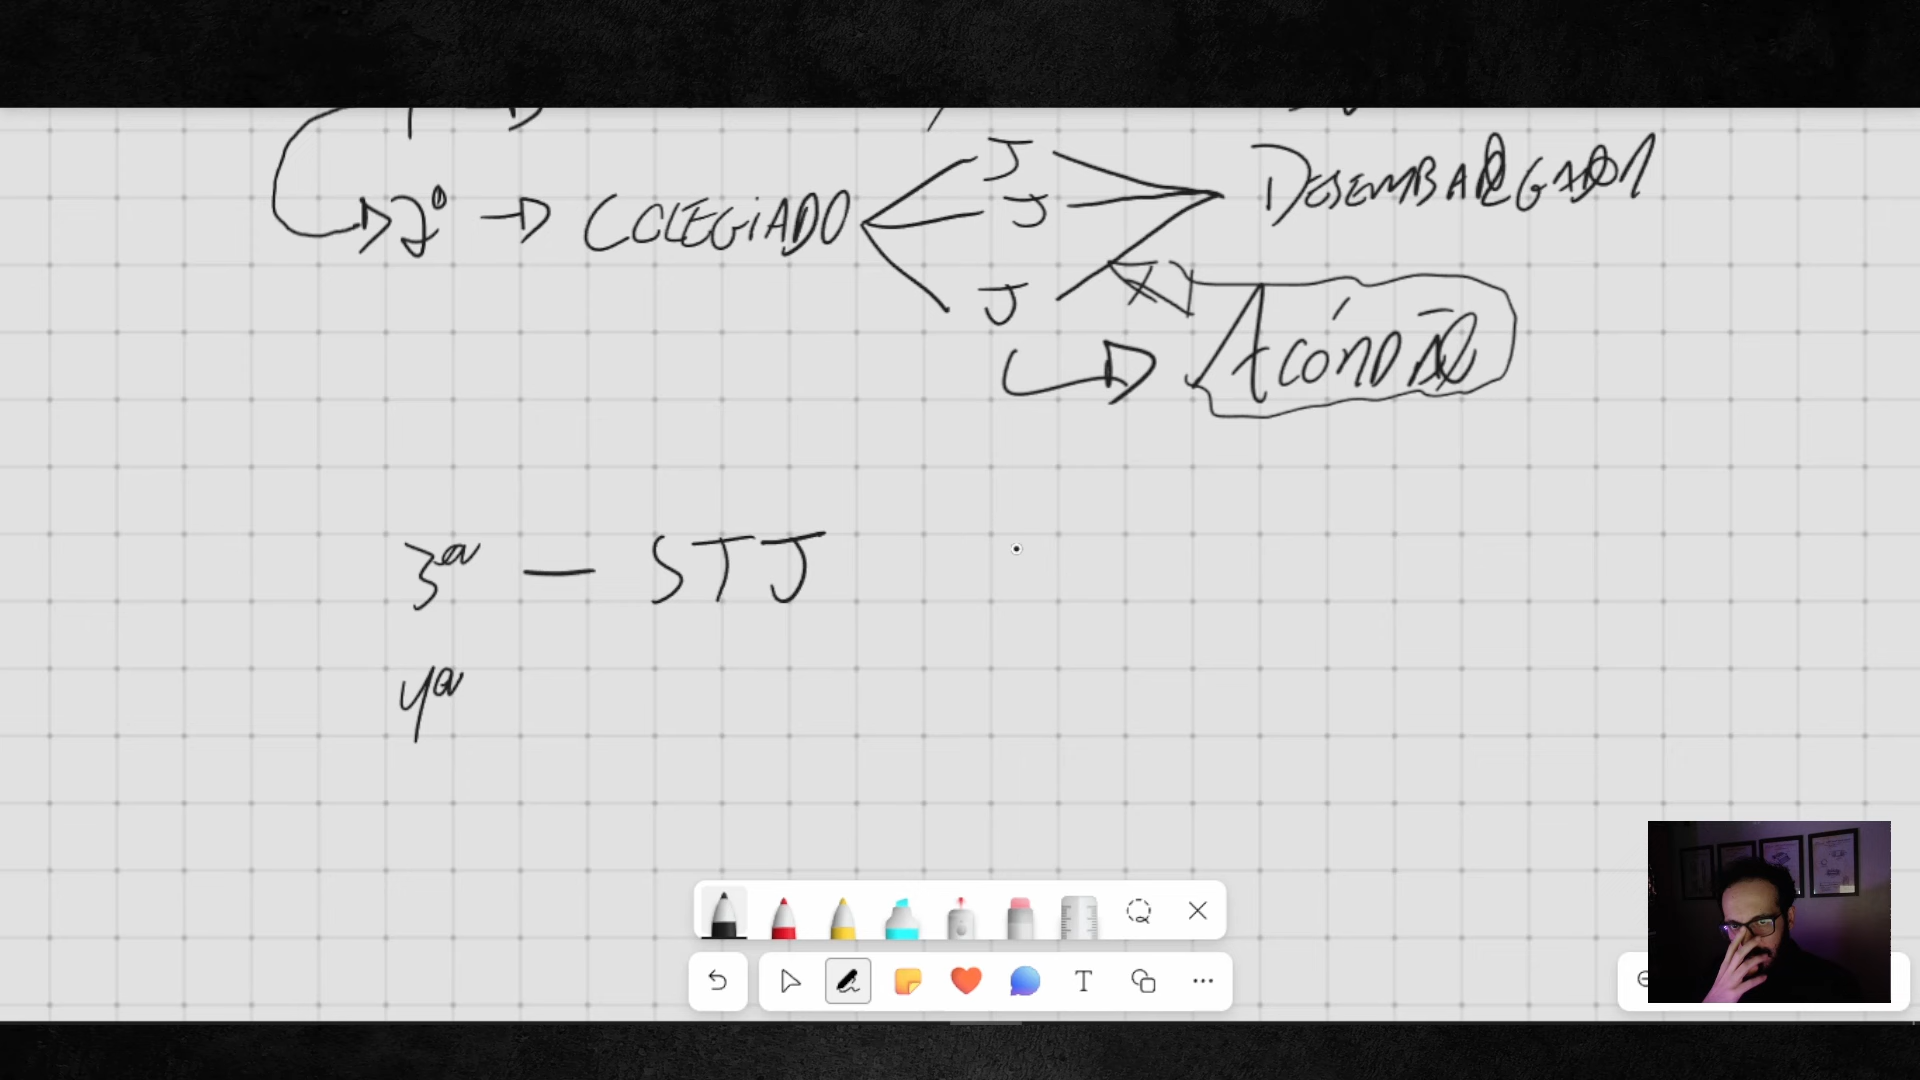 J
2º → COLEGIADO J DESEMBARGADOR
J
ACÓRDÃO
3ª — STJ
4ª
T